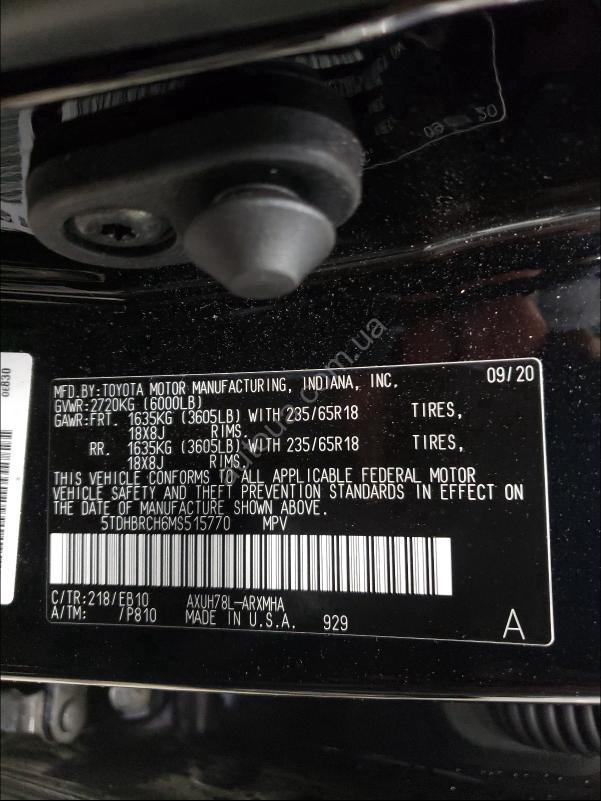 09 20
0E830
MFD.BY:TOYOTA MOTOR MANUFACTURING, INDIANA, INC. 09/20
GVWR:2720KG (6000LB)
GAWR:FRT. 1635KG (3605LB) WITH 235/65R18 TIRES,
18X8J RIMS,
RR. 1635KG (3605LB) WITH 235/65R18 TIRES,
18X8J RIMS,
THIS VEHICLE CONFORMS TO ALL APPLICABLE FEDERAL MOTOR
VEHICLE SAFETY AND THEFT PREVENTION STANDARDS IN EFFECT ON
THE DATE OF MANUFACTURE SHOWN ABOVE.
5TDHBRCH6MS515770 MPV
C/TR:218/EB10 AXUH78L-ARXMHA
A/TM: /P810 MADE IN U.S.A. 929 A